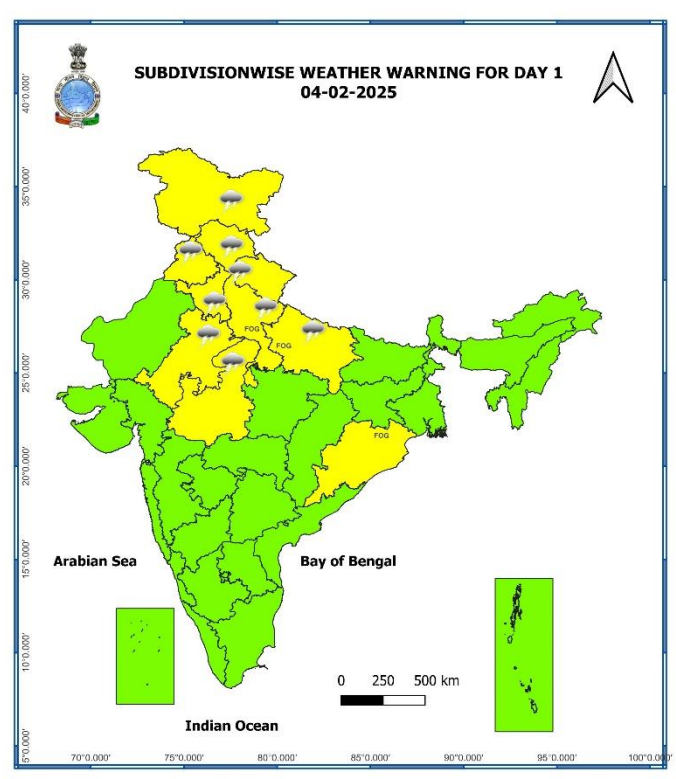 SUBDIVISIONWISE WEATHER WARNING FOR DAY 1
04-02-2025
40°0.000'
35°0.000'
30°0.000'
FOG
FOG
25°0.000'
FOG
20°0.000'
15°0.000'
Arabian Sea
Bay of Bengal
10°0.000'
0 250 500 km
Indian Ocean
5°0.000'
70°0.000' 75°0.000' 80°0.000' 85°0.000' 90°0.000' 95°0.000' 100°0.000'